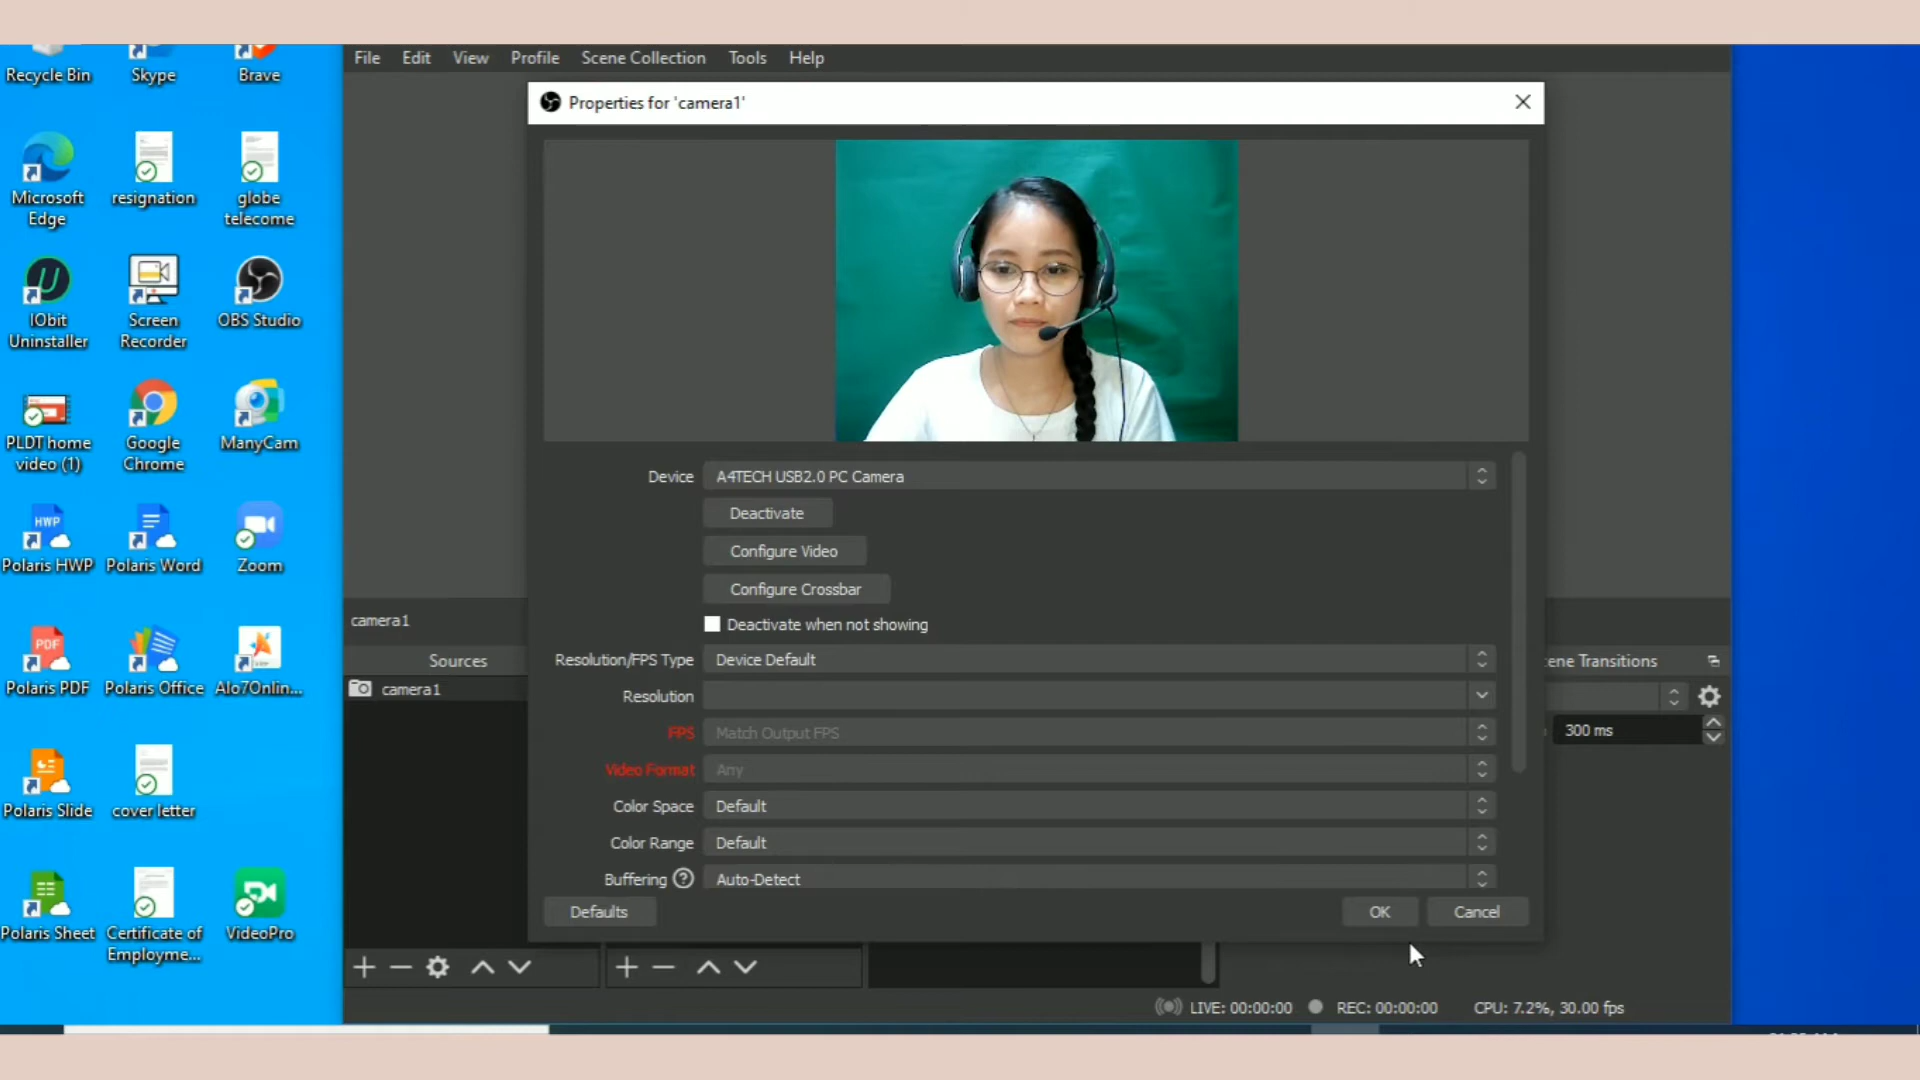 File Edit View Profile Scene Collection Tools Help
Recycle Bin
Skype
Brave
Microsoft
Edge
resignation
globe
telecome
IObit
Uninstaller
Screen
Recorder
OBS Studio
PLDT home
video (1)
Google
Chrome
ManyCam
HWP
Polaris HWP
Polaris Word
Zoom
PDF
Polaris PDF
Polaris Office
Alo7Onlin...
Polaris Slide
cover letter
Polaris Sheet
Certificate of
Employme...
VideoPro
Properties for 'camera1'
Device A4TECH USB2.0 PC Camera
Deactivate
Configure Video
Configure Crossbar
Deactivate when not showing
Resolution/FPS Type Device Default
Resolution
FPS Match Output FPS
Video Format Any
Color Space Default
Color Range Default
Buffering ? Auto-Detect
Defaults OK Cancel
camera1
Sources
camera1
ene Transitions
300 ms
LIVE: 00:00:00 REC: 00:00:00 CPU: 7.2%, 30.00 fps